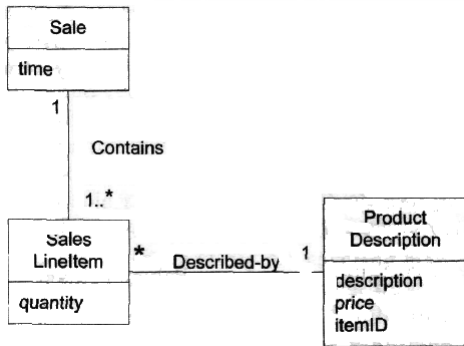 Sale
time
1
Contains
1..*
Sales
LineItem
quantity
*
Described-by
1
Product
Description
description
price
itemID